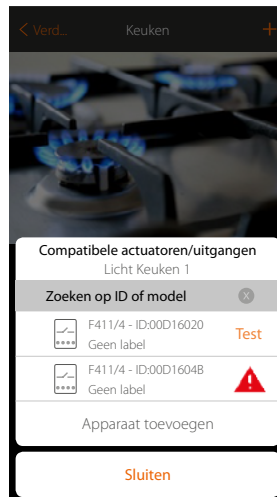 < Verd... Keuken +
Compatibele actuatoren/uitgangen
Licht Keuken 1
Zoeken op ID of model X
F411/4 - ID:00D16020
Geen label
Test
F411/4 - ID:00D1604B
Geen label
Apparaat toevoegen
Sluiten